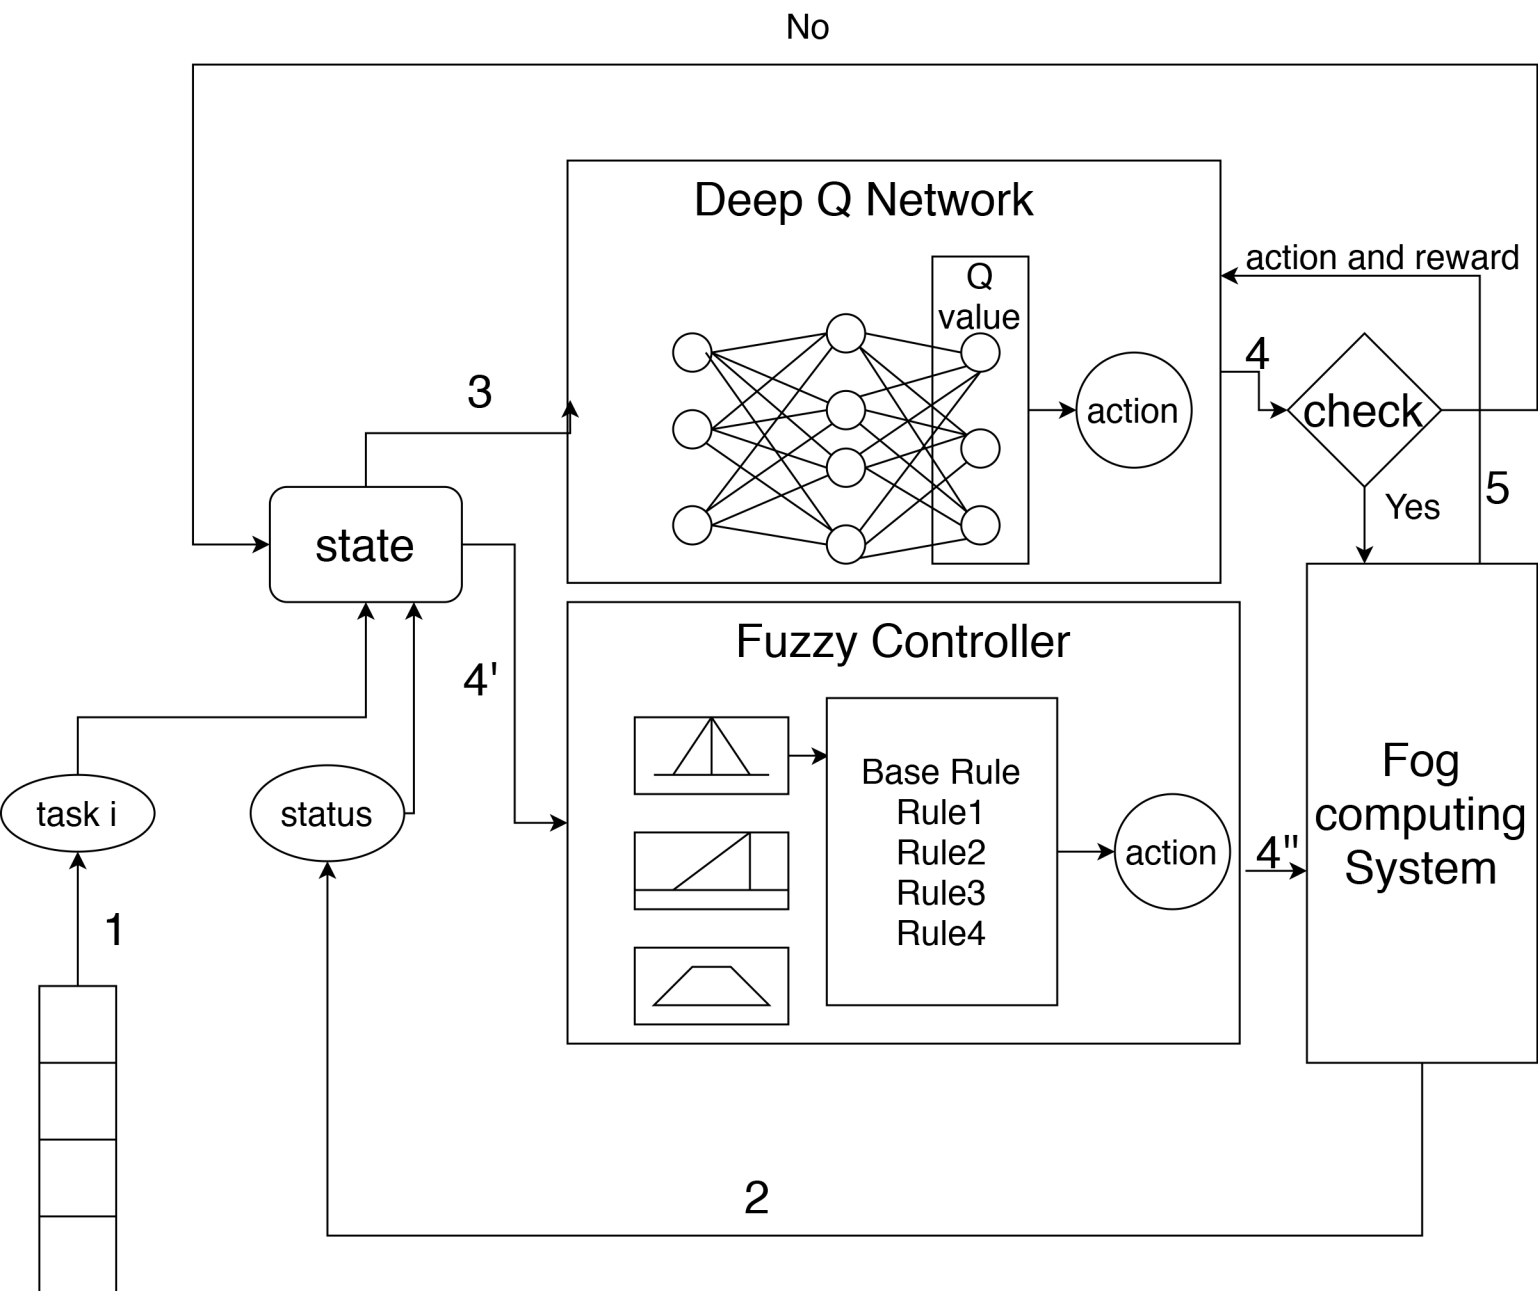 No
Deep Q Network
action and reward
Q
value
4
3
action
check
5
Yes
state
Fuzzy Controller
4'
Base Rule
Rule1
Rule2
Rule3
Rule4
Fog
computing
System
task i
status
action
4"
1
2